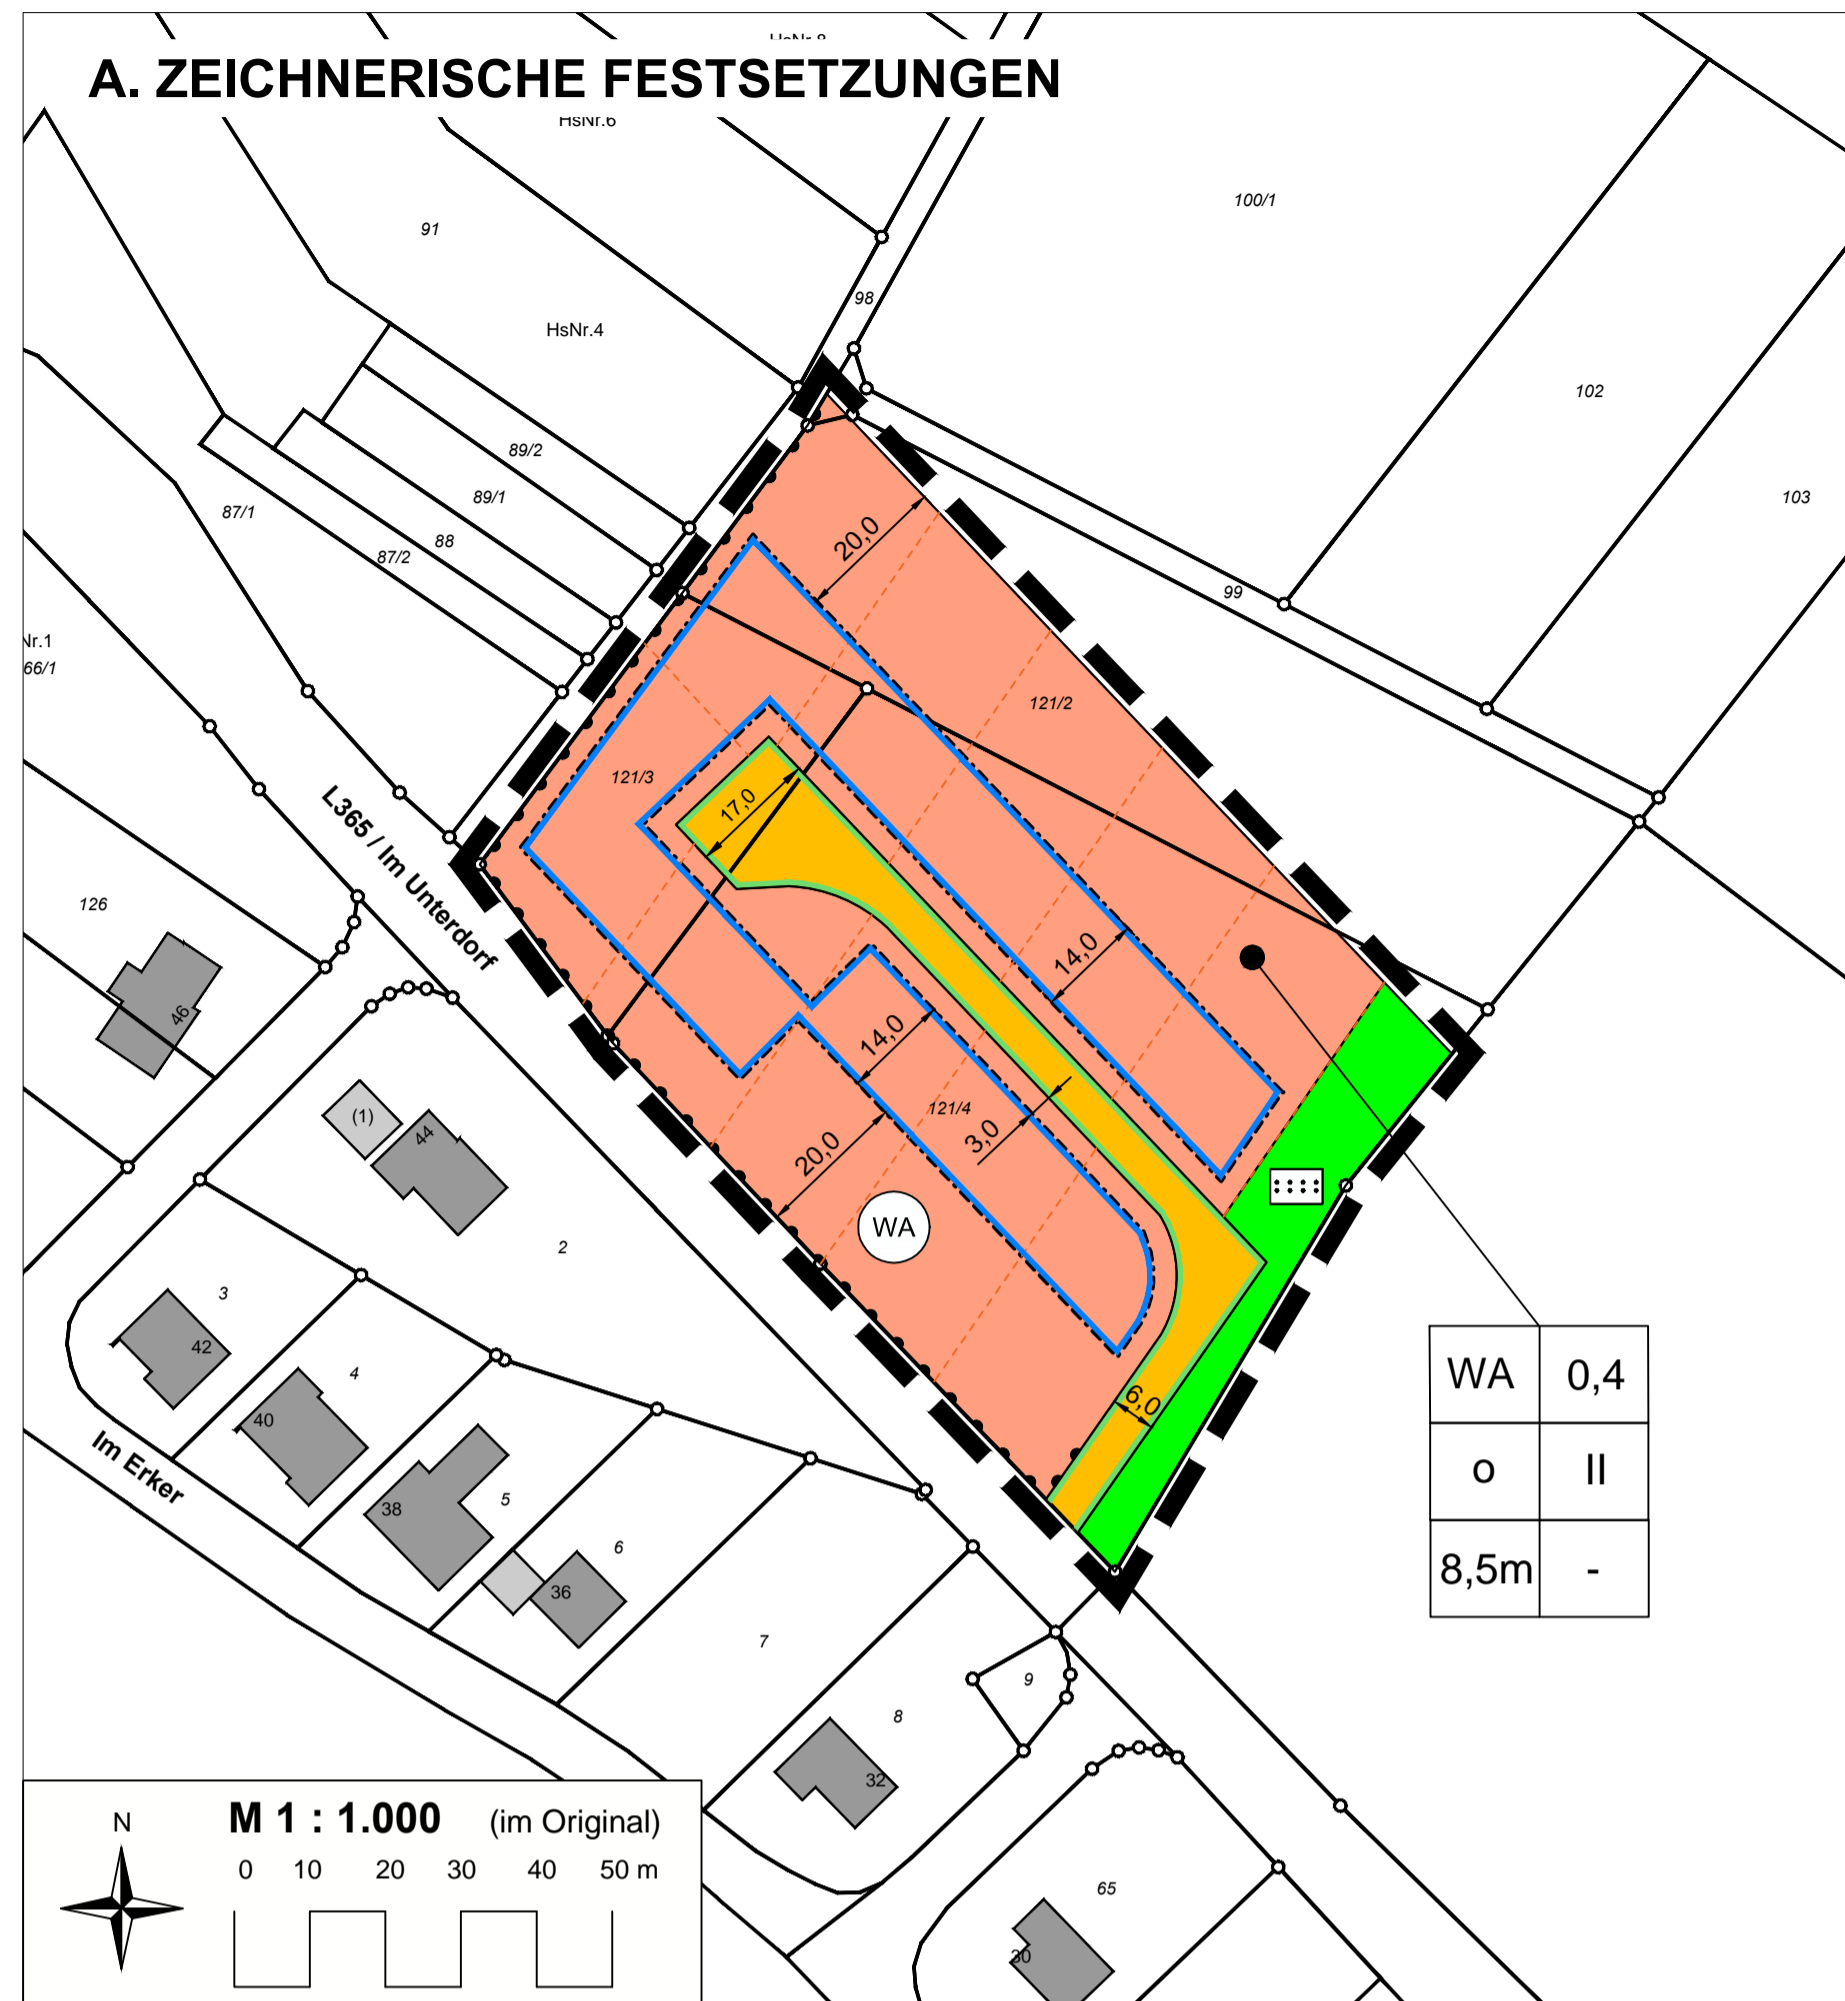 HsNr.8
A. ZEICHNERISCHE FESTSETZUNGEN
HsNr.6
100/1
91
98
HsNr.4
102
89/2
89/1
103
87/1
88
87/2
20,0
99
Nr.1
66/1
121/2
121/3
17,0
L365 / Im Unterdorf
126
46
14,0
14,0
(1)
44
121/4
3,0
20,0
WA
2
3
42
4
40
6,0
WA 0,4
o II
8,5m -
Im Erker
38
5
6
36
7
9
8
32
65
30
N
M 1 : 1.000 (im Original)
0 10 20 30 40 50 m